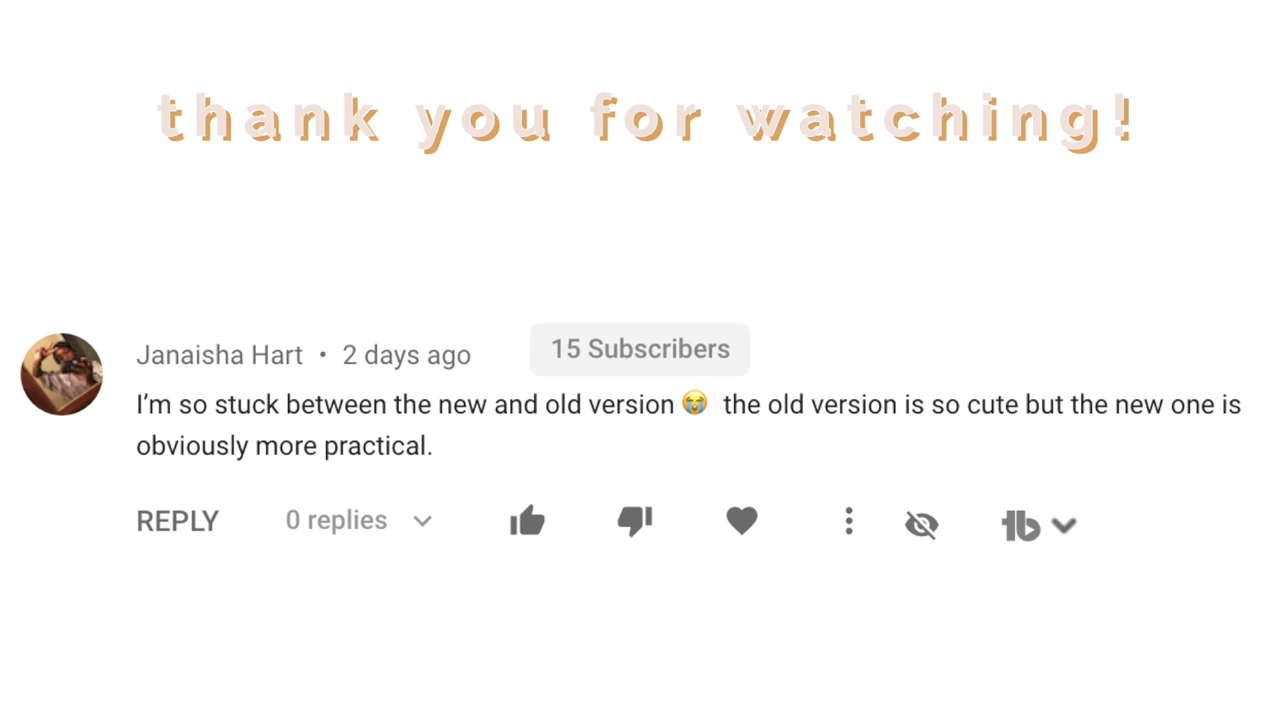 thank you for watching!
Janaisha Hart • 2 days ago
15 Subscribers
I’m so stuck between the new and old version 😭 the old version is so cute but the new one is
obviously more practical.
REPLY 0 replies
tb